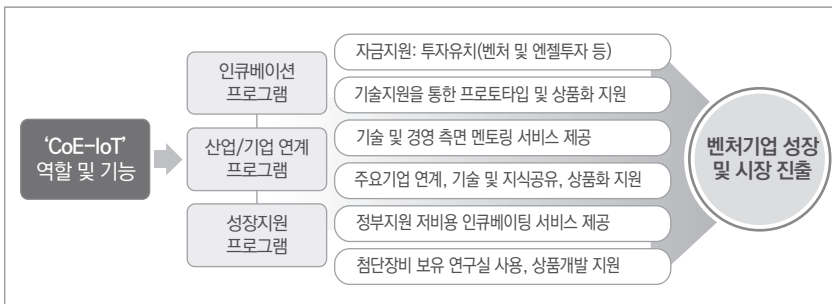 'CoE-IoT'
역할 및 기능
인큐베이션
프로그램
산업/기업 연계
프로그램
성장지원
프로그램
자금지원: 투자유치(벤처 및 엔젤투자 등)
기술지원을 통한 프로토타입 및 상품화 지원
기술 및 경영 측면 멘토링 서비스 제공
주요기업 연계, 기술 및 지식공유, 상품화 지원
정부지원 저비용 인큐베이팅 서비스 제공
첨단장비 보유 연구실 사용, 상품개발 지원
벤처기업 성장
및 시장 진출